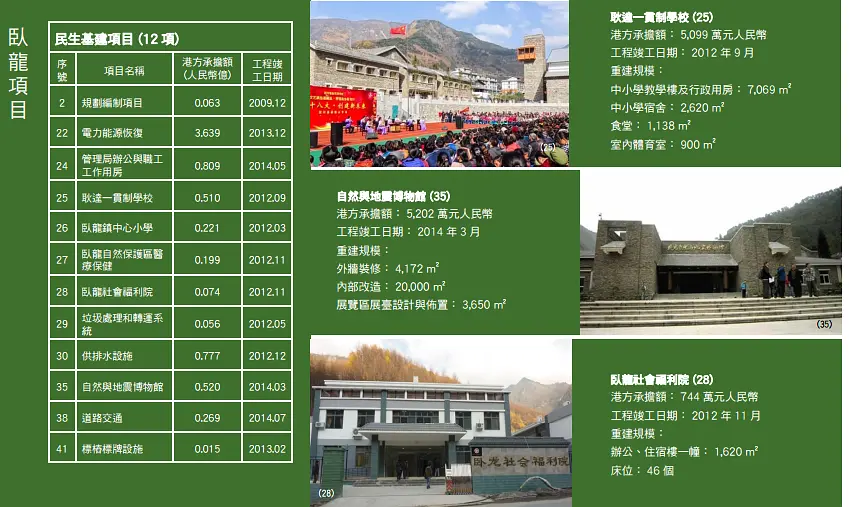 臥龍項目
民生基建項目 (12 項)
序號 項目名稱 港方承擔額 (人民幣億) 工程竣工日期
2 規劃編制項目 0.063 2009.12
22 電力能源恢復 3.639 2013.12
24 管理局辦公與職工工作用房 0.809 2014.05
25 耿達一貫制學校 0.510 2012.09
26 臥龍鎮中心小學 0.221 2012.03
27 臥龍自然保護區醫療保健 0.199 2012.11
28 臥龍社會福利院 0.074 2012.11
29 垃圾處理和轉運系統 0.056 2012.05
30 供排水設施 0.777 2012.12
35 自然與地震博物館 0.520 2014.03
38 道路交通 0.269 2014.07
41 標樁標牌設施 0.015 2013.02
(25)
耿達一貫制學校 (25)
港方承擔額： 5,099 萬元人民幣
工程竣工日期： 2012 年 9 月
重建規模：
中小學教學樓及行政用房： 7,069 ㎡
中小學宿舍： 2,620 ㎡
食堂： 1,138 ㎡
室內體育室： 900 ㎡
自然與地震博物館 (35)
港方承擔額： 5,202 萬元人民幣
工程竣工日期： 2014 年 3 月
重建規模：
外牆裝修： 4,172 ㎡
內部改造： 20,000 ㎡
展覽區展臺設計與佈置： 3,650 ㎡
(35)
卧龙社会福利院
(28)
臥龍社會福利院 (28)
港方承擔額： 744 萬元人民幣
工程竣工日期： 2012 年 11 月
重建規模：
辦公、住宿樓一幢： 1,620 ㎡
床位： 46 個